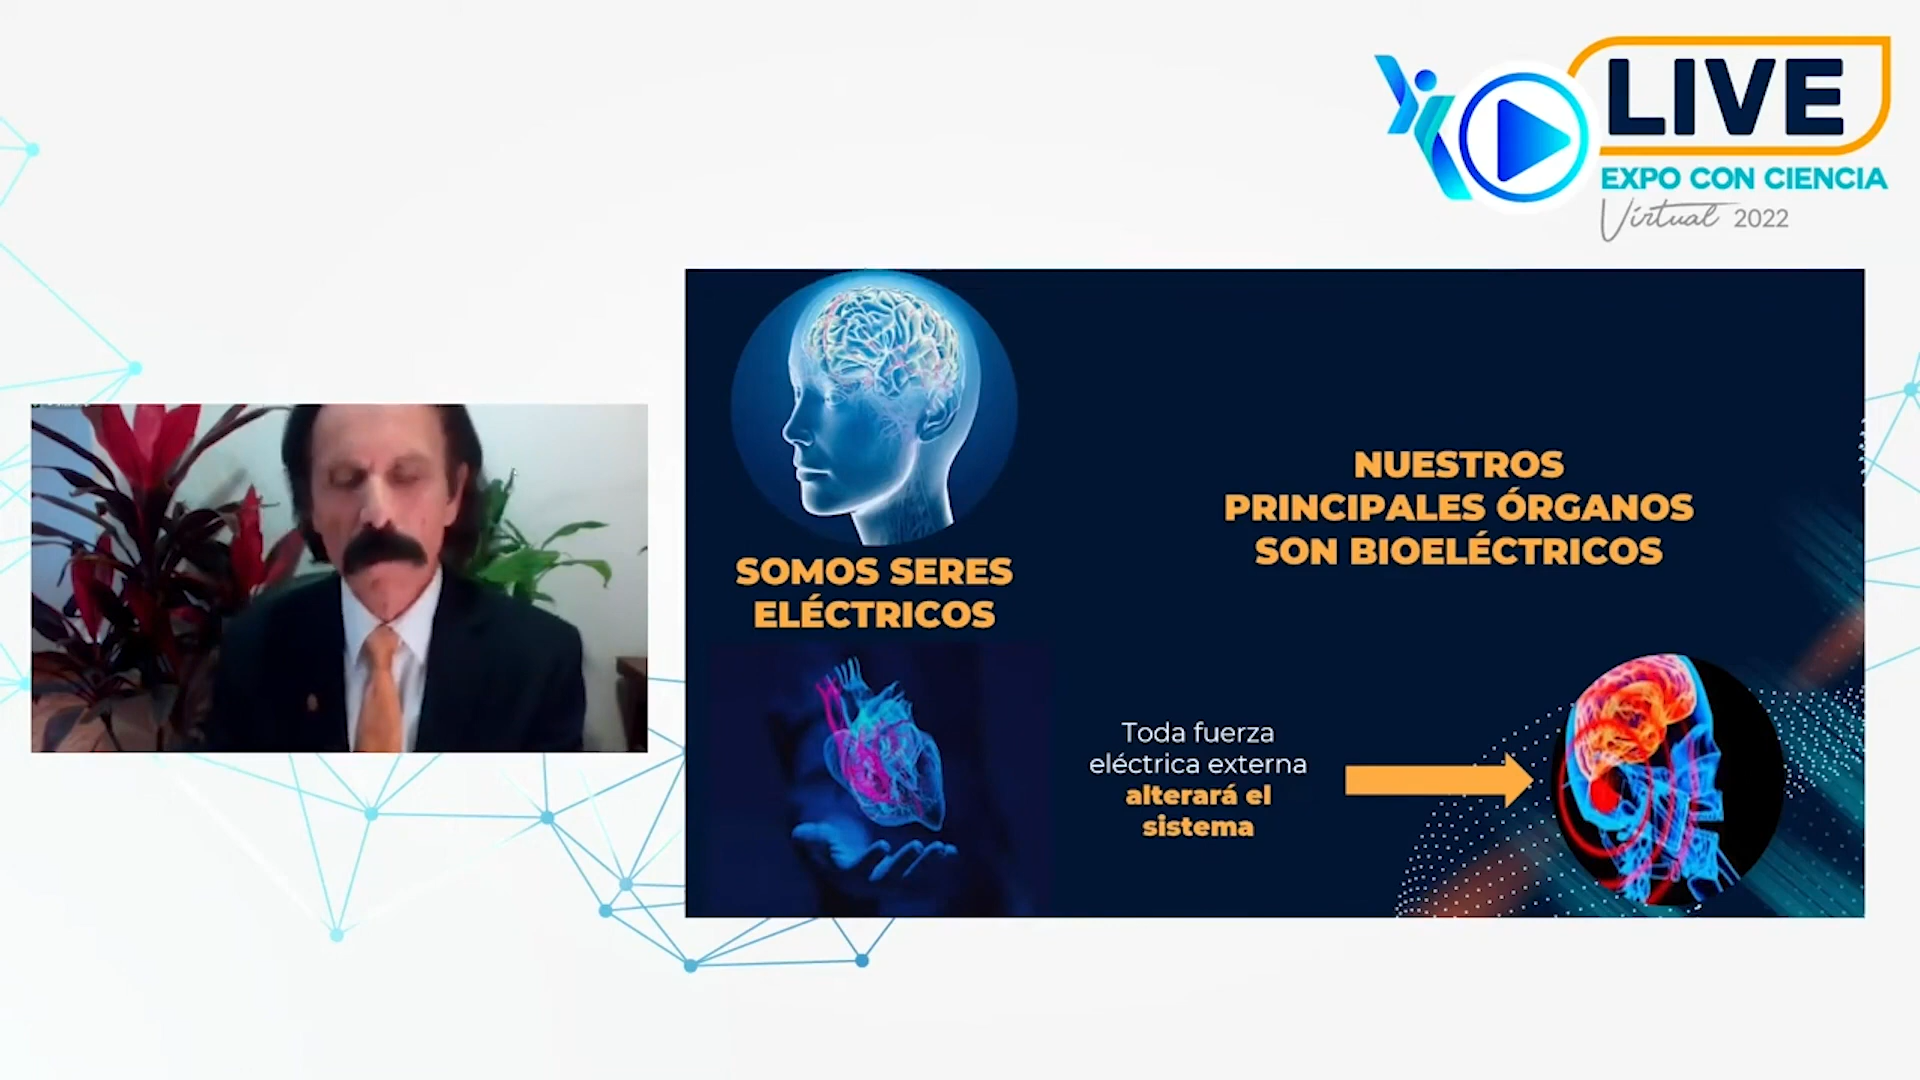 LIVE
EXPO CON CIENCIA
Virtual 2022
SOMOS SERES
ELÉCTRICOS
NUESTROS
PRINCIPALES ÓRGANOS
SON BIOELÉCTRICOS
Toda fuerza
eléctrica externa
alterará el
sistema